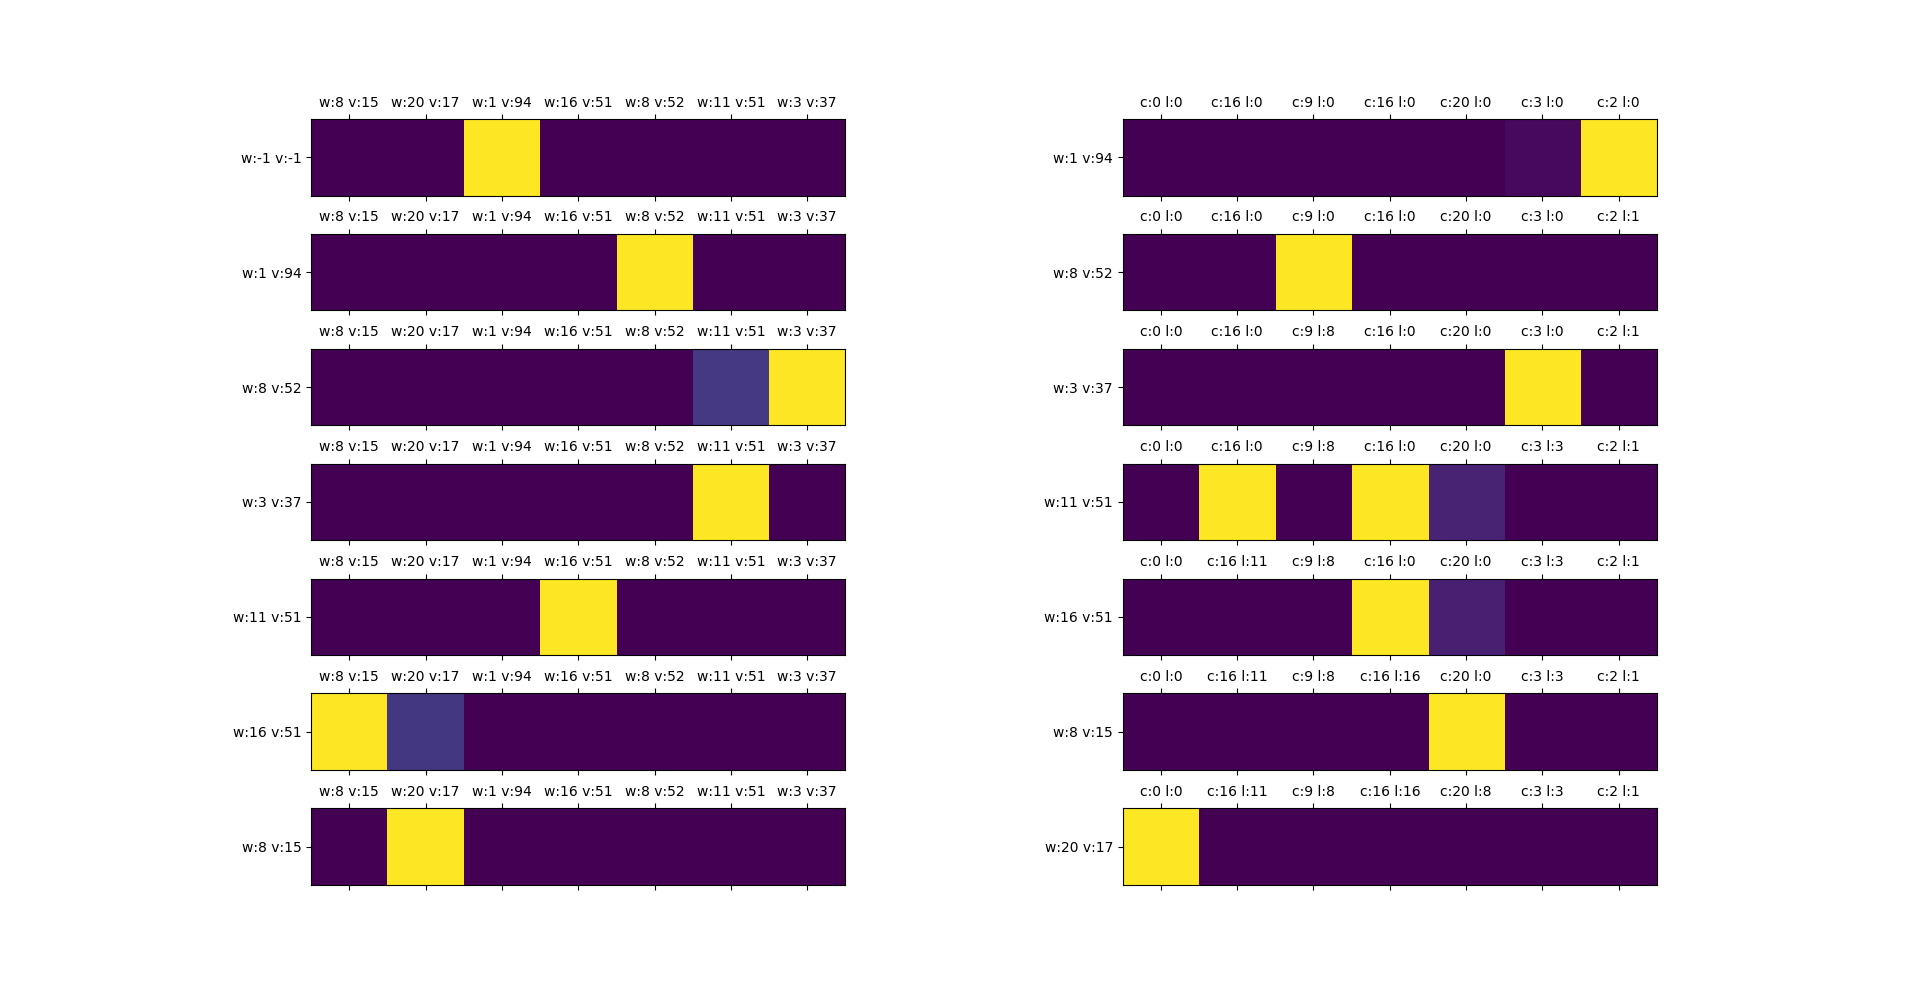 w:8 v:15 w:20 v:17 w:1 v:94 w:16 v:51 w:8 v:52 w:11 v:51 w:3 v:37
w:-1 v:-1
w:8 v:15 w:20 v:17 w:1 v:94 w:16 v:51 w:8 v:52 w:11 v:51 w:3 v:37
w:1 v:94
w:8 v:15 w:20 v:17 w:1 v:94 w:16 v:51 w:8 v:52 w:11 v:51 w:3 v:37
w:8 v:52
w:8 v:15 w:20 v:17 w:1 v:94 w:16 v:51 w:8 v:52 w:11 v:51 w:3 v:37
w:3 v:37
w:8 v:15 w:20 v:17 w:1 v:94 w:16 v:51 w:8 v:52 w:11 v:51 w:3 v:37
w:11 v:51
w:8 v:15 w:20 v:17 w:1 v:94 w:16 v:51 w:8 v:52 w:11 v:51 w:3 v:37
w:16 v:51
w:8 v:15 w:20 v:17 w:1 v:94 w:16 v:51 w:8 v:52 w:11 v:51 w:3 v:37
w:8 v:15
c:0 l:0 c:16 l:0 c:9 l:0 c:16 l:0 c:20 l:0 c:3 l:0 c:2 l:0
w:1 v:94
c:0 l:0 c:16 l:0 c:9 l:0 c:16 l:0 c:20 l:0 c:3 l:0 c:2 l:1
w:8 v:52
c:0 l:0 c:16 l:0 c:9 l:8 c:16 l:0 c:20 l:0 c:3 l:0 c:2 l:1
w:3 v:37
c:0 l:0 c:16 l:0 c:9 l:8 c:16 l:0 c:20 l:0 c:3 l:3 c:2 l:1
w:11 v:51
c:0 l:0 c:16 l:11 c:9 l:8 c:16 l:0 c:20 l:0 c:3 l:3 c:2 l:1
w:16 v:51
c:0 l:0 c:16 l:11 c:9 l:8 c:16 l:16 c:20 l:0 c:3 l:3 c:2 l:1
w:8 v:15
c:0 l:0 c:16 l:11 c:9 l:8 c:16 l:16 c:20 l:8 c:3 l:3 c:2 l:1
w:20 v:17